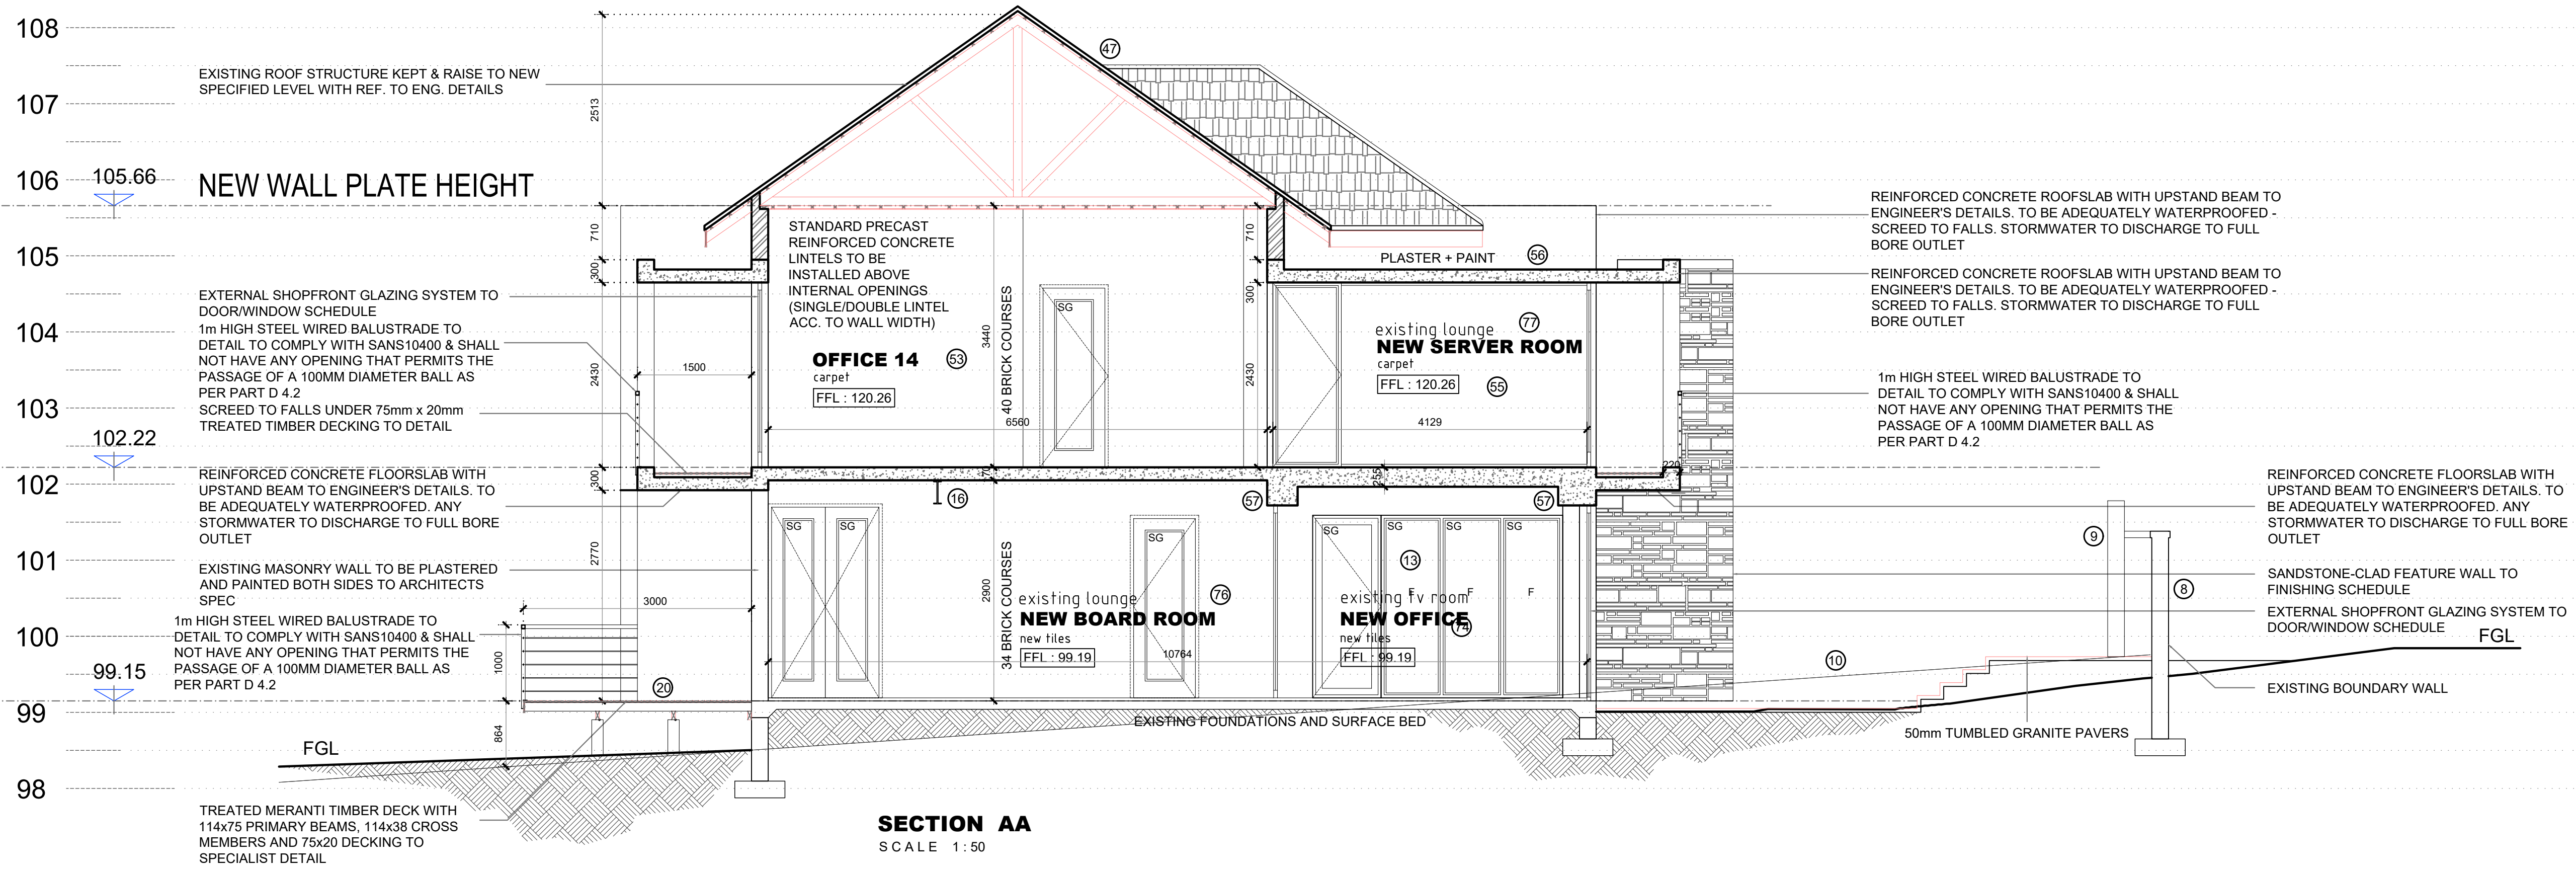 108
107
106
105
104
103
102
101
100
99
98
105.66
102.22
99.15
NEW WALL PLATE HEIGHT
EXISTING ROOF STRUCTURE KEPT & RAISE TO NEW
SPECIFIED LEVEL WITH REF. TO ENG. DETAILS
EXTERNAL SHOPFRONT GLAZING SYSTEM TO
DOOR/WINDOW SCHEDULE
1m HIGH STEEL WIRED BALUSTRADE TO
DETAIL TO COMPLY WITH SANS10400 & SHALL
NOT HAVE ANY OPENING THAT PERMITS THE
PASSAGE OF A 100MM DIAMETER BALL AS
PER PART D 4.2
SCREED TO FALLS UNDER 75mm x 20mm
TREATED TIMBER DECKING TO DETAIL
REINFORCED CONCRETE FLOORSLAB WITH
UPSTAND BEAM TO ENGINEER'S DETAILS. TO
BE ADEQUATELY WATERPROOFED. ANY
STORMWATER TO DISCHARGE TO FULL BORE
OUTLET
EXISTING MASONRY WALL TO BE PLASTERED
AND PAINTED BOTH SIDES TO ARCHITECTS
SPEC
1m HIGH STEEL WIRED BALUSTRADE TO
DETAIL TO COMPLY WITH SANS10400 & SHALL
NOT HAVE ANY OPENING THAT PERMITS THE
PASSAGE OF A 100MM DIAMETER BALL AS
PER PART D 4.2
FGL
TREATED MERANTI TIMBER DECK WITH
114x75 PRIMARY BEAMS, 114x38 CROSS
MEMBERS AND 75x20 DECKING TO
SPECIALIST DETAIL
2513
710
300
2430
300
2770
1500
3000
1000
864
20
47
STANDARD PRECAST
REINFORCED CONCRETE
LINTELS TO BE
INSTALLED ABOVE
INTERNAL OPENINGS
(SINGLE/DOUBLE LINTEL
ACC. TO WALL WIDTH)
OFFICE 14
53
carpet
FFL : 120.26
3440
40 BRICK COURSES
6560
SG
710
300
2430
PLASTER + PAINT
56
existing lounge
77
NEW SERVER ROOM
carpet
FFL : 120.26
55
4129
170
255
220
16
57
57
SG
SG
SG
2900
34 BRICK COURSES
existing lounge
76
NEW BOARD ROOM
new tiles
FFL : 99.19
10764
SG
SG
SG
SG
13
F
F
F
existing tv room
NEW OFFICE
74
new tiles
FFL : 99.19
EXISTING FOUNDATIONS AND SURFACE BED
REINFORCED CONCRETE ROOFSLAB WITH UPSTAND BEAM TO
ENGINEER'S DETAILS. TO BE ADEQUATELY WATERPROOFED -
SCREED TO FALLS. STORMWATER TO DISCHARGE TO FULL
BORE OUTLET
REINFORCED CONCRETE ROOFSLAB WITH UPSTAND BEAM TO
ENGINEER'S DETAILS. TO BE ADEQUATELY WATERPROOFED -
SCREED TO FALLS. STORMWATER TO DISCHARGE TO FULL
BORE OUTLET
1m HIGH STEEL WIRED BALUSTRADE TO
DETAIL TO COMPLY WITH SANS10400 & SHALL
NOT HAVE ANY OPENING THAT PERMITS THE
PASSAGE OF A 100MM DIAMETER BALL AS
PER PART D 4.2
REINFORCED CONCRETE FLOORSLAB WITH
UPSTAND BEAM TO ENGINEER'S DETAILS. TO
BE ADEQUATELY WATERPROOFED. ANY
STORMWATER TO DISCHARGE TO FULL BORE
OUTLET
SANDSTONE-CLAD FEATURE WALL TO
FINISHING SCHEDULE
EXTERNAL SHOPFRONT GLAZING SYSTEM TO
DOOR/WINDOW SCHEDULE
FGL
EXISTING BOUNDARY WALL
9
8
10
50mm TUMBLED GRANITE PAVERS
SECTION AA
SCALE 1:50